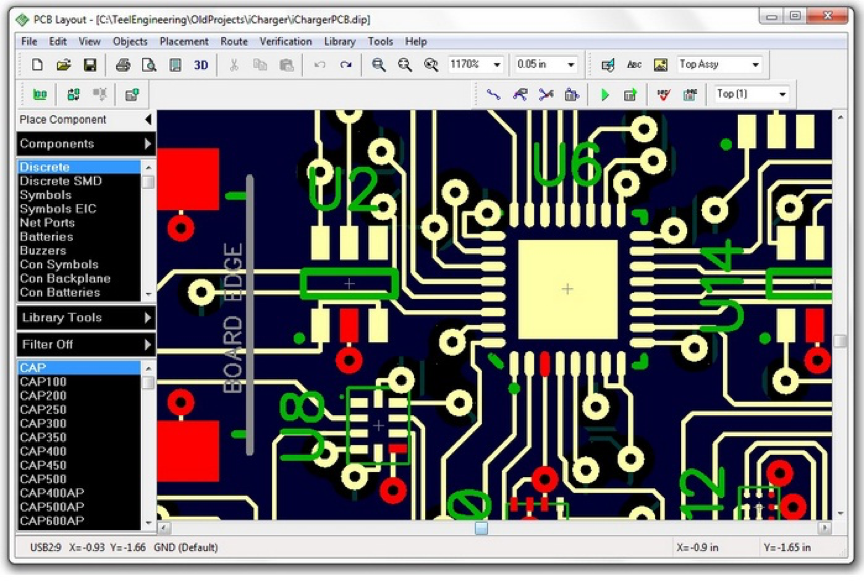 PCB Layout - [C:\TeelEngineering\OldProjects\iCharger\iChargerPCB.dip]
File Edit View Objects Placement Route Verification Library Tools Help
3D 1170% 0.05 in ABC Top Assy
Top (1)
Place Component
Components
Discrete
Discrete SMD
Symbols
Symbols EIC
Net Ports
Batteries
Buzzers
Con Symbols
Con Backplane
Con Batteries
Library Tools
Filter Off
CAP
CAP100
CAP200
CAP250
CAP300
CAP350
CAP400
CAP450
CAP500
CAP400AP
CAP500AP
CAP600AP
U2
U6
U14
BOARD EDGE
U8
0
12
USB2:9 X=-0.93 Y=-1.66 GND (Default) X=-0.9 in Y=-1.65 in